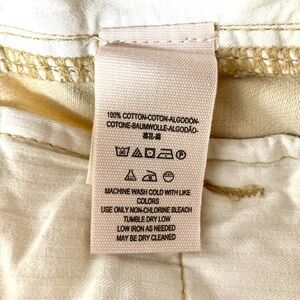 100% COTTON-COTON-ALGODÓN-
COTONE-BAUMWOLLE-ALGODÃO-
MACHINE WASH COLD WITH LIKE
COLORS
USE ONLY NON-CHLORINE BLEACH
TUMBLE DRY LOW
LOW IRON AS NEEDED
MAY BE DRY CLEANED